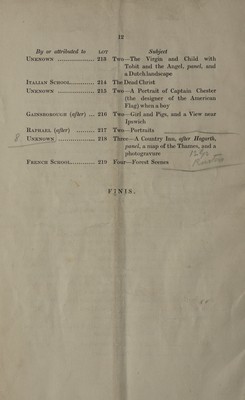 12
By or attributed to LOT Subject
UNKNOWN .................. 213 Two—The Virgin and Child with
Tobit and the Angel, panel, and
a Dutch landscape
ITALIAN SCHOOL............. 214 The Dead Christ
UNKNOWN .................. 215 Two—A Portrait of Captain Chester
(the designer of the American
Flag) when a boy
GAINSBOROUGH (after) ... 216 Two—Girl and Pigs, and a View near
Ipswich
RAPHAEL (after) ......... 217 Two—Portraits
UNKNOWN .................. 218 Three—A Country Inn, after Hogarth,
panel, a map of the Thames, and a
photogravure
FRENCH SCHOOL............. 219 Four—Forest Scenes
FINIS.